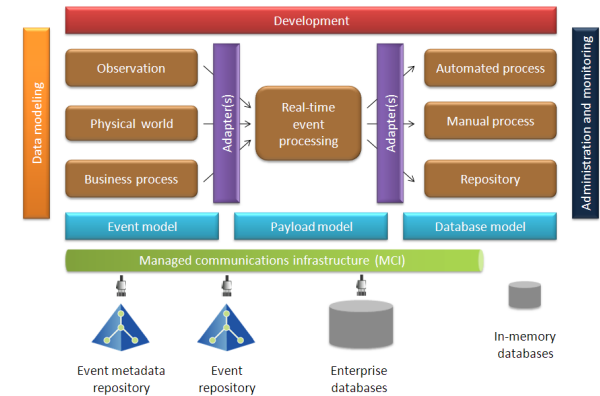 Development
Data modeling
Observation
Physical world
Business process
Adapter(s)
Real-time
event
processing
Adapter(s)
Automated process
Manual process
Repository
Administration and monitoring
Event model
Payload model
Database model
Managed communications infrastructure (MCI)
Event metadata
repository
Event
repository
Enterprise
databases
In-memory
databases